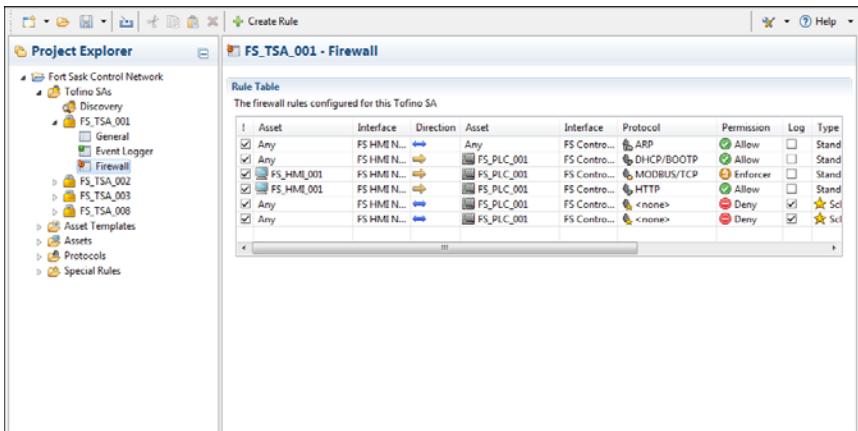 Create Rule Help
Project Explorer
FS_TSA_001 - Firewall
Fort Sask Control Network
Tofino SAs
Discovery
FS_TSA_001
General
Event Logger
Firewall
FS_TSA_002
FS_TSA_003
FS_TSA_008
Asset Templates
Assets
Protocols
Special Rules
Rule Table
The firewall rules configured for this Tofino SA
! Asset Interface Direction Asset Interface Protocol Permission Log Type
Any FS HMI N... Any FS Contro... ARP Allow Stand
Any FS HMI N... FS_PLC_001 FS Contro... DHCP/BOOTP Allow Stand
FS_HMI_001 FS HMI N... FS_PLC_001 FS Contro... MODBUS/TCP Enforcer Stand
FS_HMI_001 FS HMI N... FS_PLC_001 FS Contro... HTTP Allow Stand
Any FS HMI N... FS_PLC_001 FS Contro... <none> Deny Scl
Any FS HMI N... FS_PLC_001 FS Contro... <none> Deny Scl